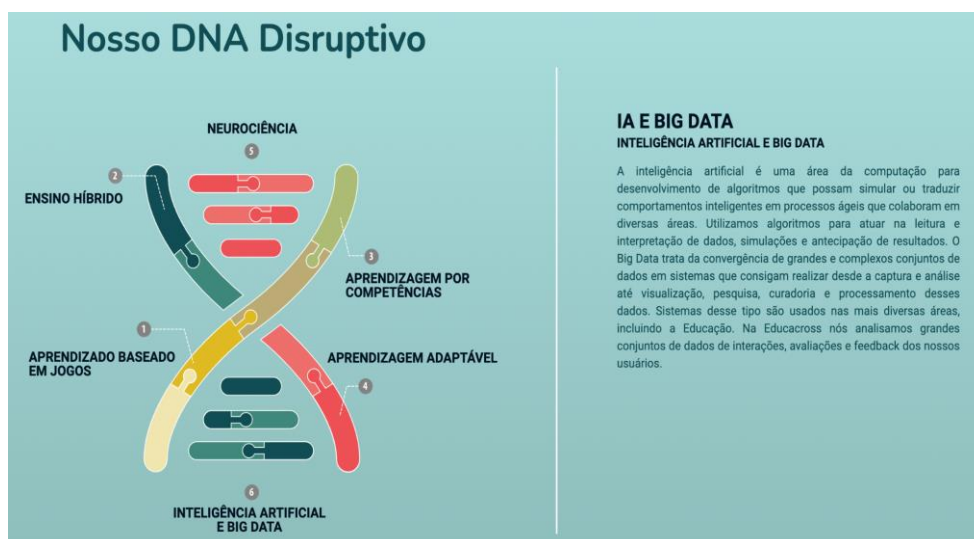 Nosso DNA Disruptivo
NEUROCIÊNCIA
5
2
ENSINO HÍBRIDO
3
APRENDIZAGEM POR
COMPETÊNCIAS
1
APRENDIZADO BASEADO
EM JOGOS
APRENDIZAGEM ADAPTÁVEL
4
6
INTELIGÊNCIA ARTIFICIAL
E BIG DATA
IA E BIG DATA
INTELIGÊNCIA ARTIFICIAL E BIG DATA
A inteligência artificial é uma área da computação para
desenvolvimento de algoritmos que possam simular ou traduzir
comportamentos inteligentes em processos ágeis que colaboram em
diversas áreas. Utilizamos algoritmos para atuar na leitura e
interpretação de dados, simulações e antecipação de resultados. O
Big Data trata da convergência de grandes e complexos conjuntos de
dados em sistemas que consigam realizar desde a captura e análise
até visualização, pesquisa, curadoria e processamento desses
dados. Sistemas desse tipo são usados nas mais diversas áreas,
incluindo a Educação. Na Educacross nós analisamos grandes
conjuntos de dados de interações, avaliações e feedback dos nossos
usuários.